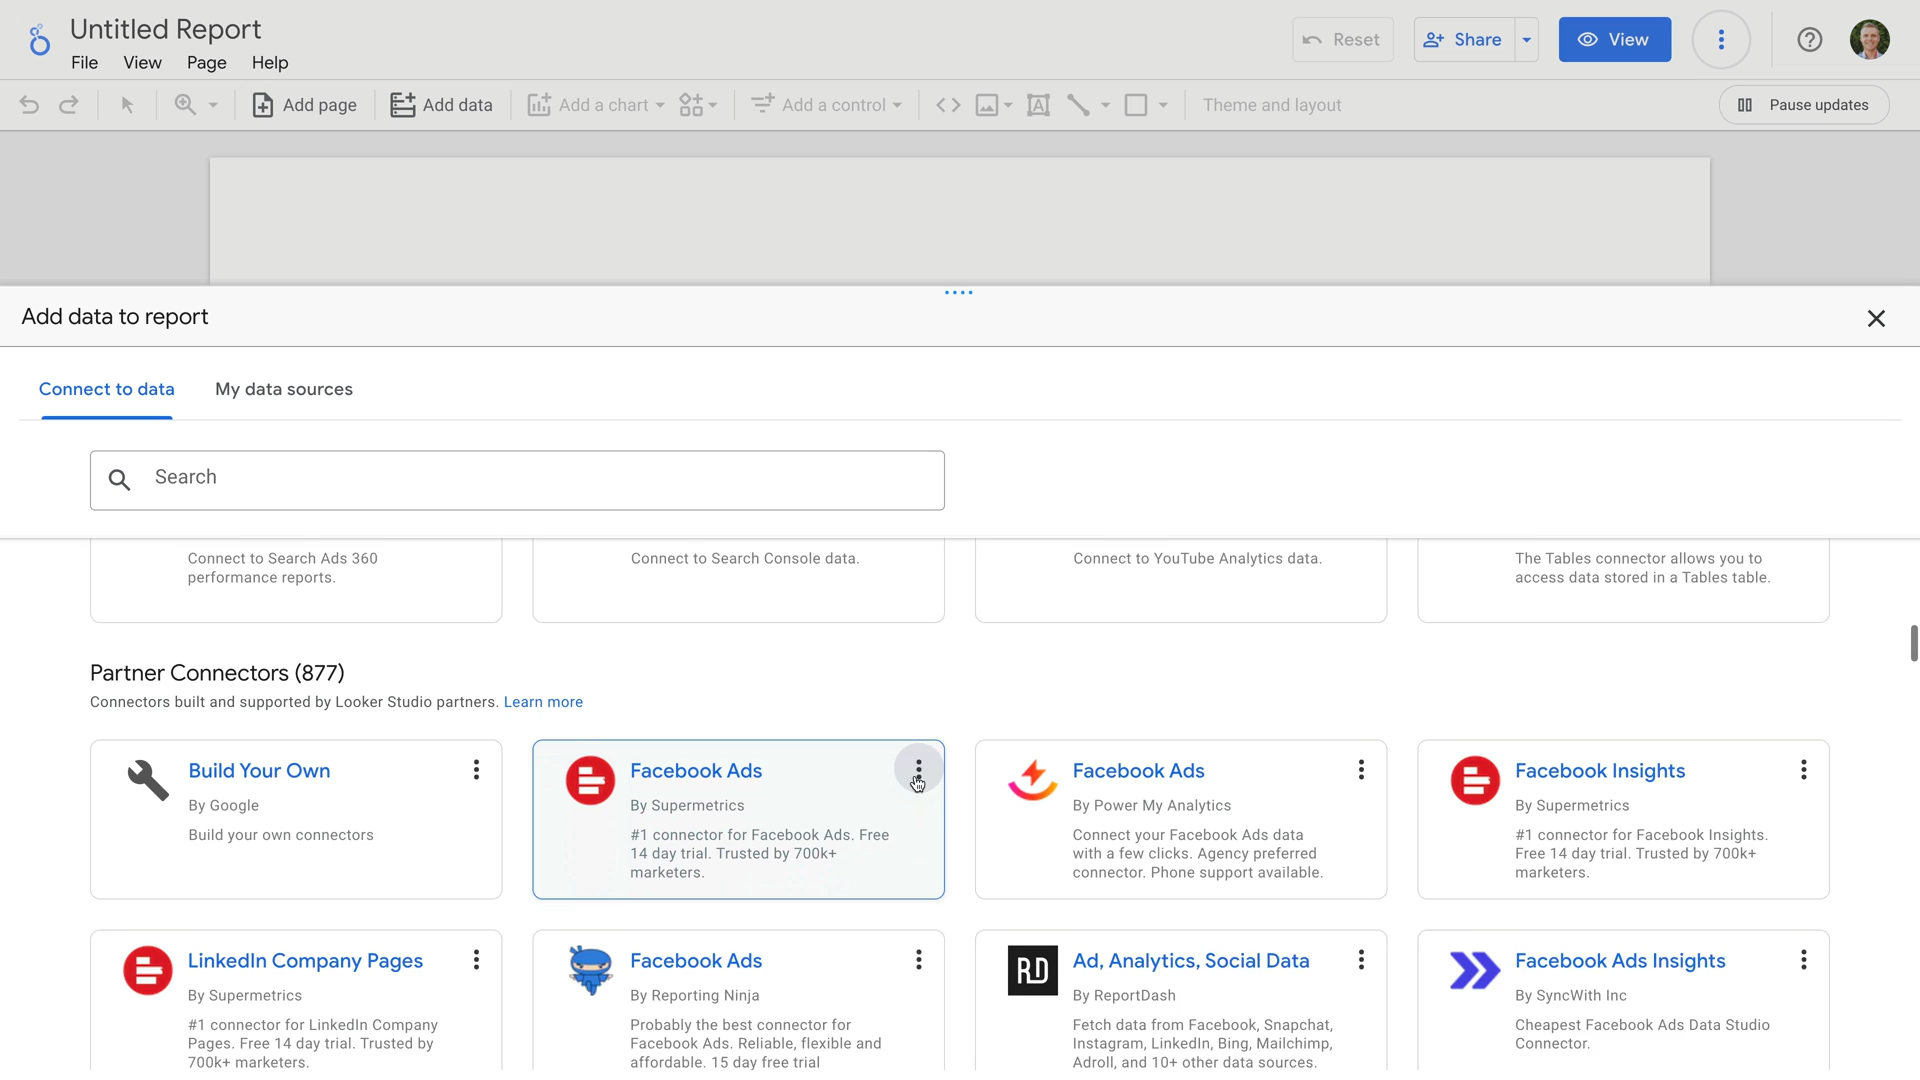 Untitled Report
File View Page Help
Reset Share View
Add page Add data Add a chart Add a control Theme and layout Pause updates
Add data to report
Connect to data My data sources
Search
Connect to Search Ads 360
performance reports.
Connect to Search Console data.
Connect to YouTube Analytics data.
The Tables connector allows you to
access data stored in a Tables table.
Partner Connectors (877)
Connectors built and supported by Looker Studio partners. Learn more
Build Your Own
By Google
Build your own connectors
Facebook Ads
By Supermetrics
#1 connector for Facebook Ads. Free
14 day trial. Trusted by 700k+
marketers.
Facebook Ads
By Power My Analytics
Connect your Facebook Ads data
with a few clicks. Agency preferred
connector. Phone support available.
Facebook Insights
By Supermetrics
#1 connector for Facebook Insights.
Free 14 day trial. Trusted by 700k+
marketers.
LinkedIn Company Pages
By Supermetrics
#1 connector for LinkedIn Company
Pages. Free 14 day trial. Trusted by
700k+ marketers.
Facebook Ads
By Reporting Ninja
Probably the best connector for
Facebook Ads. Reliable, flexible and
affordable. 15 day free trial
RD
Ad, Analytics, Social Data
By ReportDash
Fetch data from Facebook, Snapchat,
Instagram, LinkedIn, Bing, Mailchimp,
Adroll, and 10+ other data sources.
Facebook Ads Insights
By SyncWith Inc
Cheapest Facebook Ads Data Studio
Connector.